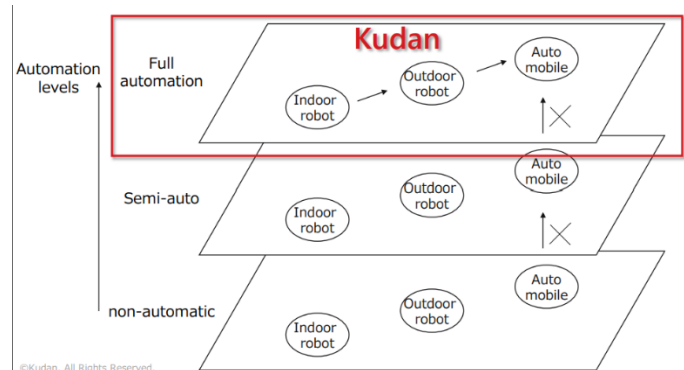 Kudan
Automation
levels
Full
automation
Indoor
robot
Outdoor
robot
Auto
mobile
Semi-auto
Indoor
robot
Outdoor
robot
Auto
mobile
non-automatic
Indoor
robot
Outdoor
robot
Auto
mobile
©Kudan. All Rights Reserved.